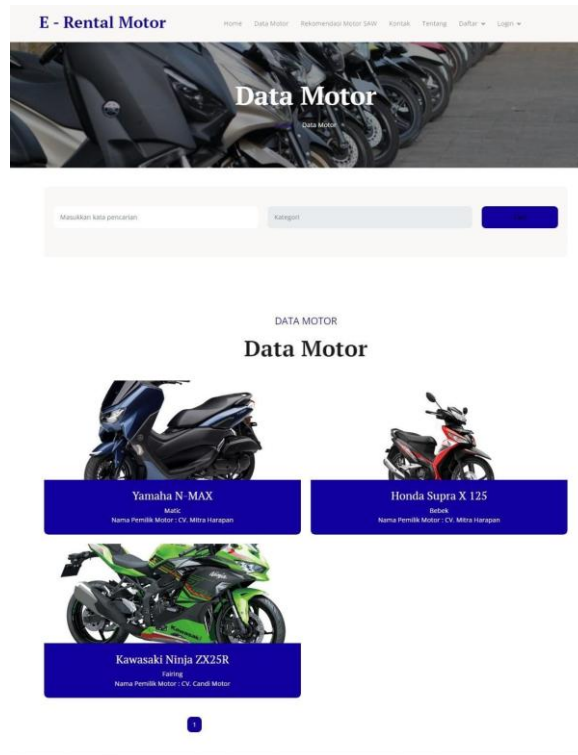 E - Rental Motor
Home Data Motor Rekomendasi Motor SAW Kontak Tentang Daftar Login
Data Motor
Data Motor
Masukkan kata pencarian
Kategori
DATA MOTOR
Data Motor
Yamaha N-MAX
Matic
Nama Pemilik Motor : CV. Mitra Harapan
Honda Supra X 125
Bebek
Nama Pemilik Motor : CV. Mitra Harapan
Kawasaki Ninja ZX25R
Fairing
Nama Pemilik Motor : CV. Candi Motor
1